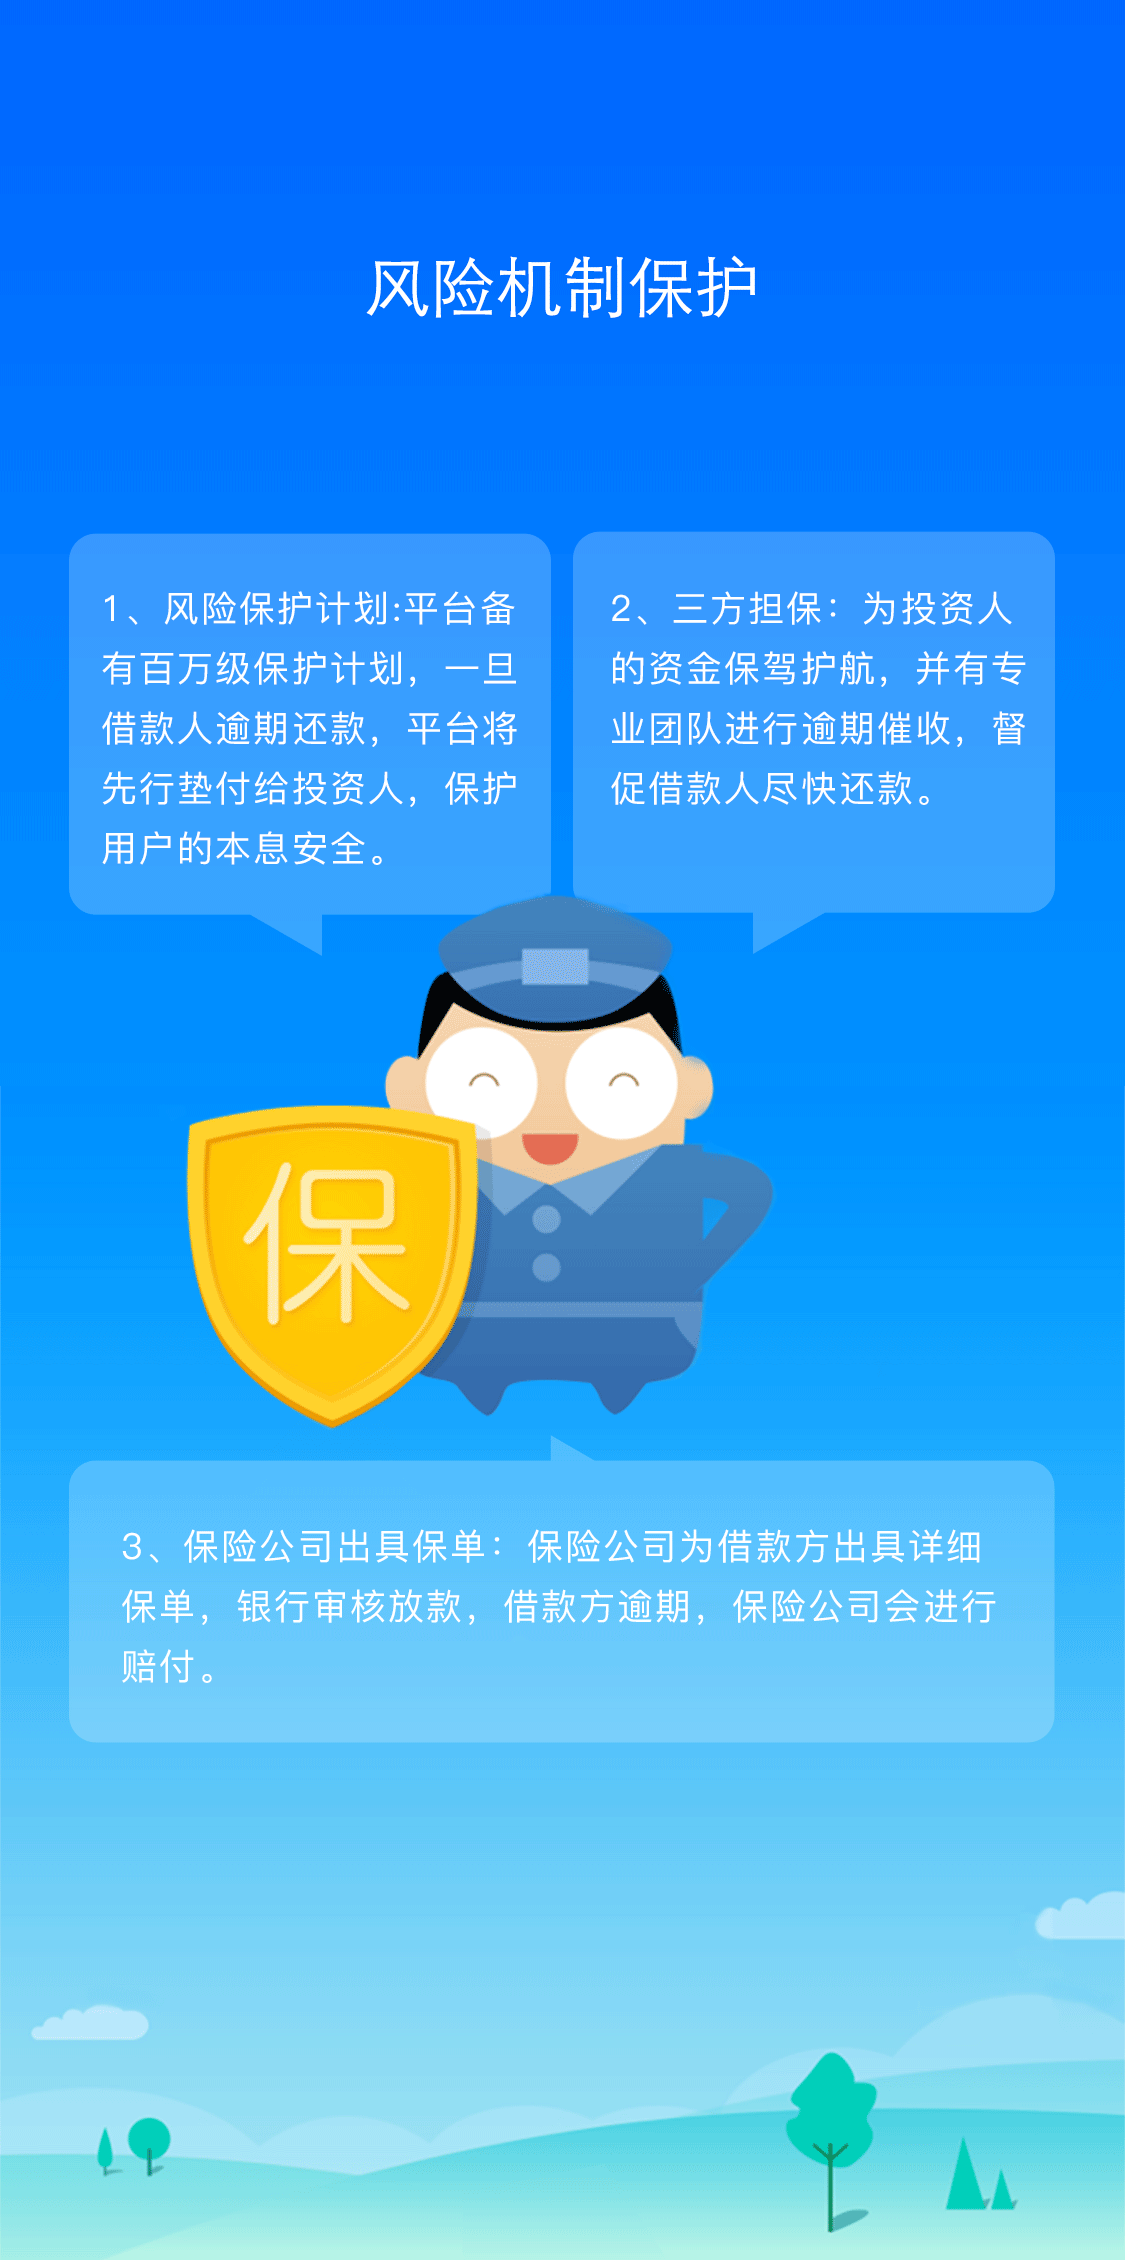 风险机制保护
1、风险保护计划:平台备
有百万级保护计划，一旦
借款人逾期还款，平台将
先行垫付给投资人，保护
用户的本息安全。
2、三方担保：为投资人
的资金保驾护航，并有专
业团队进行逾期催收，督
促借款人尽快还款。
保
3、保险公司出具保单：保险公司为借款方出具详细
保单，银行审核放款，借款方逾期，保险公司会进行
赔付。